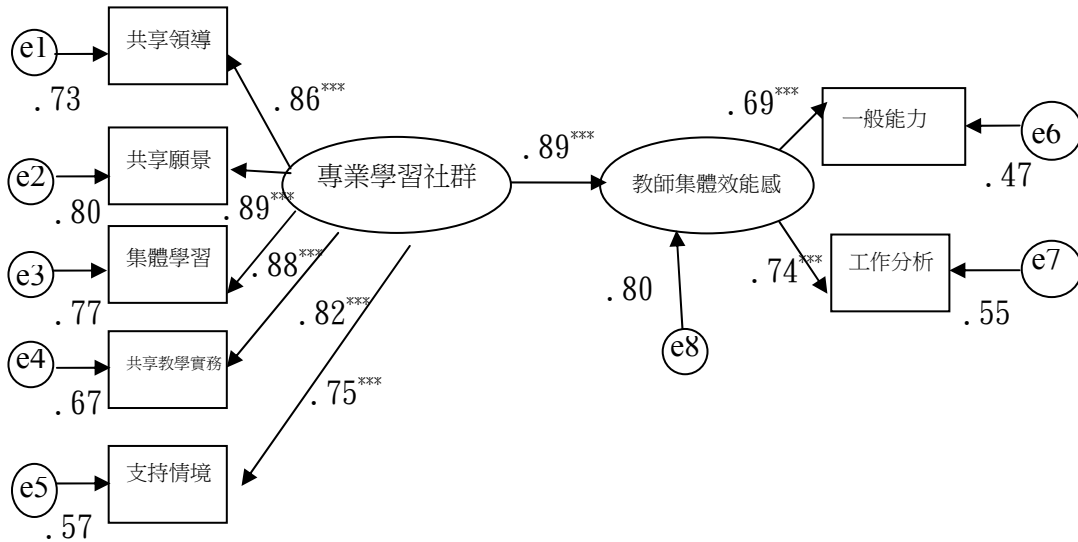 e1
共享領導
.73
.86***
e2
共享願景
.80
.89***
e3
集體學習
.77
.88***
e4
共享教學實務
.67
.82***
e5
支持情境
.57
.75***
專業學習社群
.89***
教師集體效能感
.80
e8
.69***
一般能力
e6
.47
.74***
工作分析
e7
.55